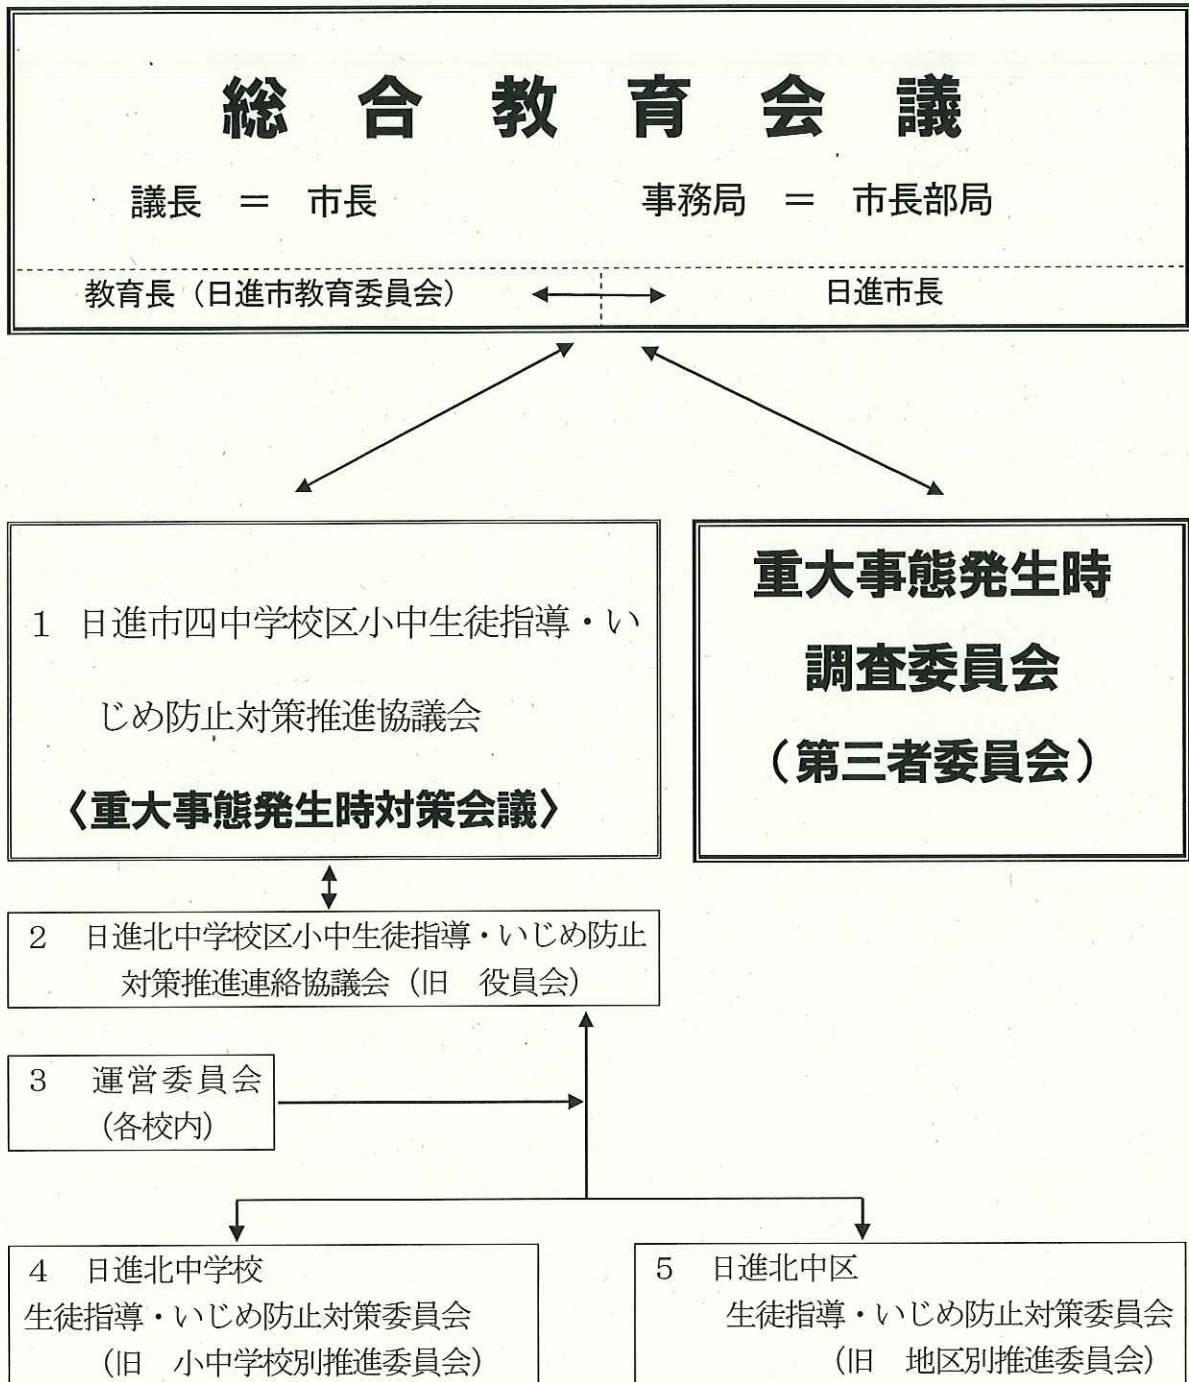 総合教育会議
議長 ＝ 市長　事務局 ＝ 市長部局
教育長（日進市教育委員会）　日進市長
1 日進市四中学校区小中生徒指導・い
じめ防止対策推進協議会
〈重大事態発生時対策会議〉
重大事態発生時
調査委員会
（第三者委員会）
2 日進北中学校区小中生徒指導・いじめ防止
対策推進連絡協議会（旧 役員会）
3 運営委員会
（各校内）
4 日進北中学校
生徒指導・いじめ防止対策委員会
（旧 小中学校別推進委員会）
5 日進北中区
生徒指導・いじめ防止対策委員会
（旧 地区別推進委員会）